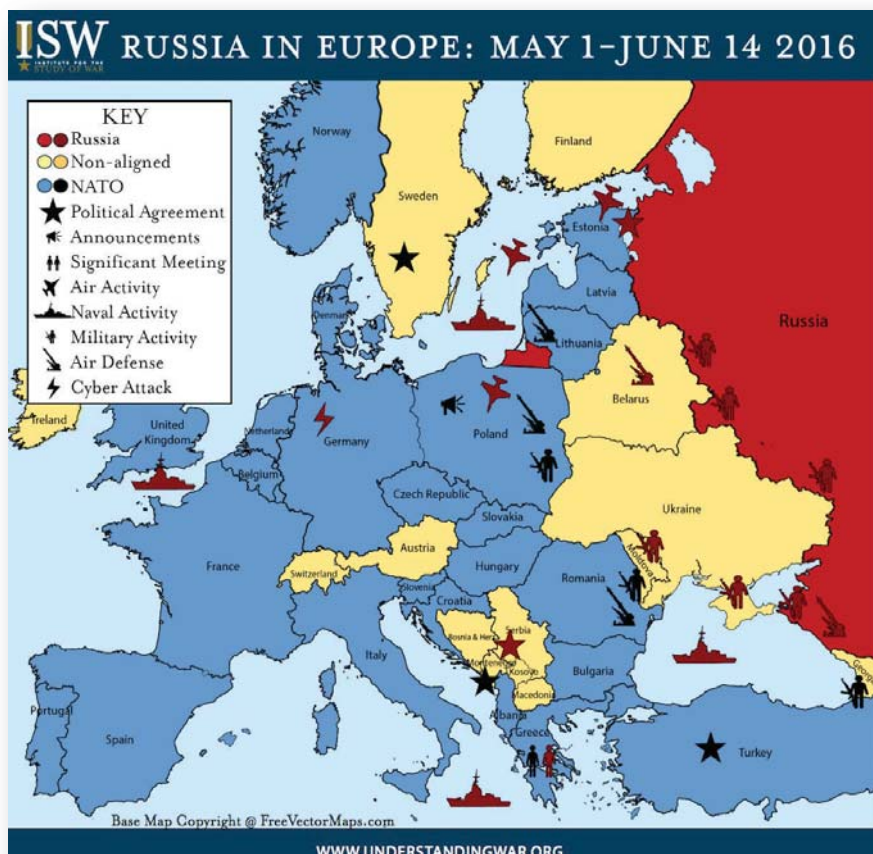 ISW
INSTITUTE FOR THE
STUDY OF WAR
RUSSIA IN EUROPE: MAY 1-JUNE 14 2016
KEY
Russia
Non-aligned
NATO
Political Agreement
Announcements
Significant Meeting
Air Activity
Naval Activity
Military Activity
Air Defense
Cyber Attack
Norway
Finland
Sweden
Estonia
Latvia
Russia
Denmark
Lithuania
Ireland
United
Kingdom
Netherlands
Germany
Poland
Belarus
Belgium
Czech Republic
Ukraine
Slovakia
France
Austria
Moldova
Switzerland
Hungary
Romania
Slovenia
Croatia
Bosnia & Herz
Serbia
Italy
Montenegro
Kosovo
Bulgaria
Georgia
Macedonia
Portugal
Spain
Albania
Greece
Turkey
Base Map Copyright @ FreeVectorMaps.com
WWW.UNDERSTANDINGWAR.ORG